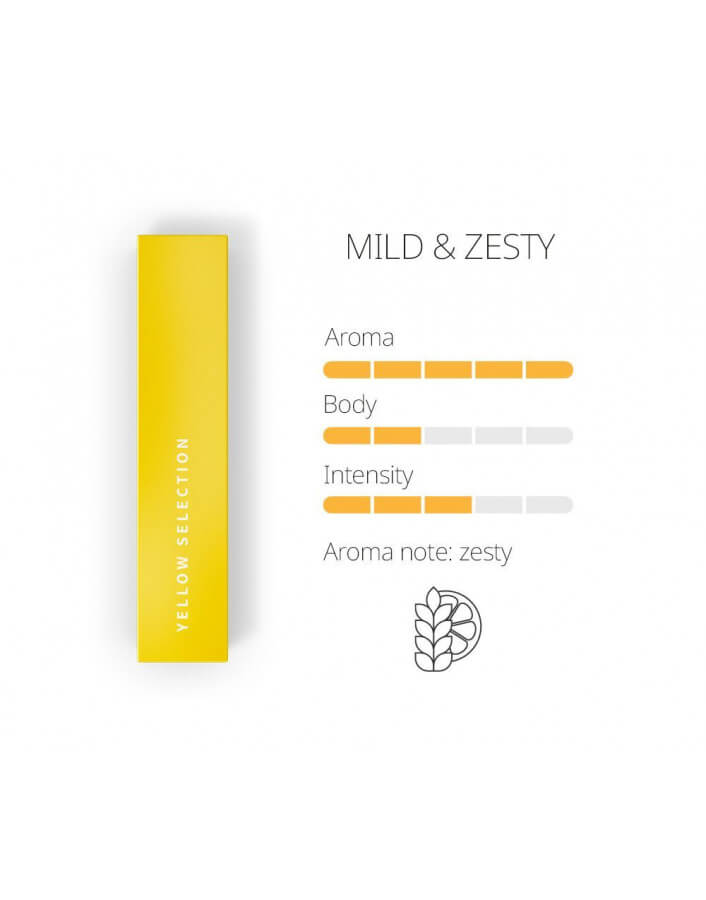 MILD & ZESTY
Aroma
Body
Intensity
Aroma note: zesty
YELLOW SELECTION